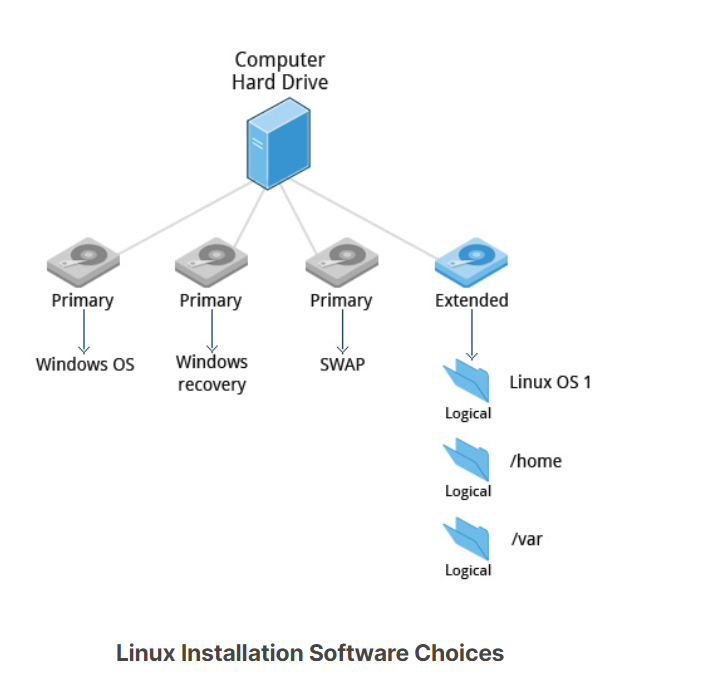 Computer
Hard Drive
Primary
Primary
Primary
Extended
Windows OS
Windows
recovery
SWAP
Linux OS 1
Logical
/home
Logical
/var
Logical
Linux Installation Software Choices